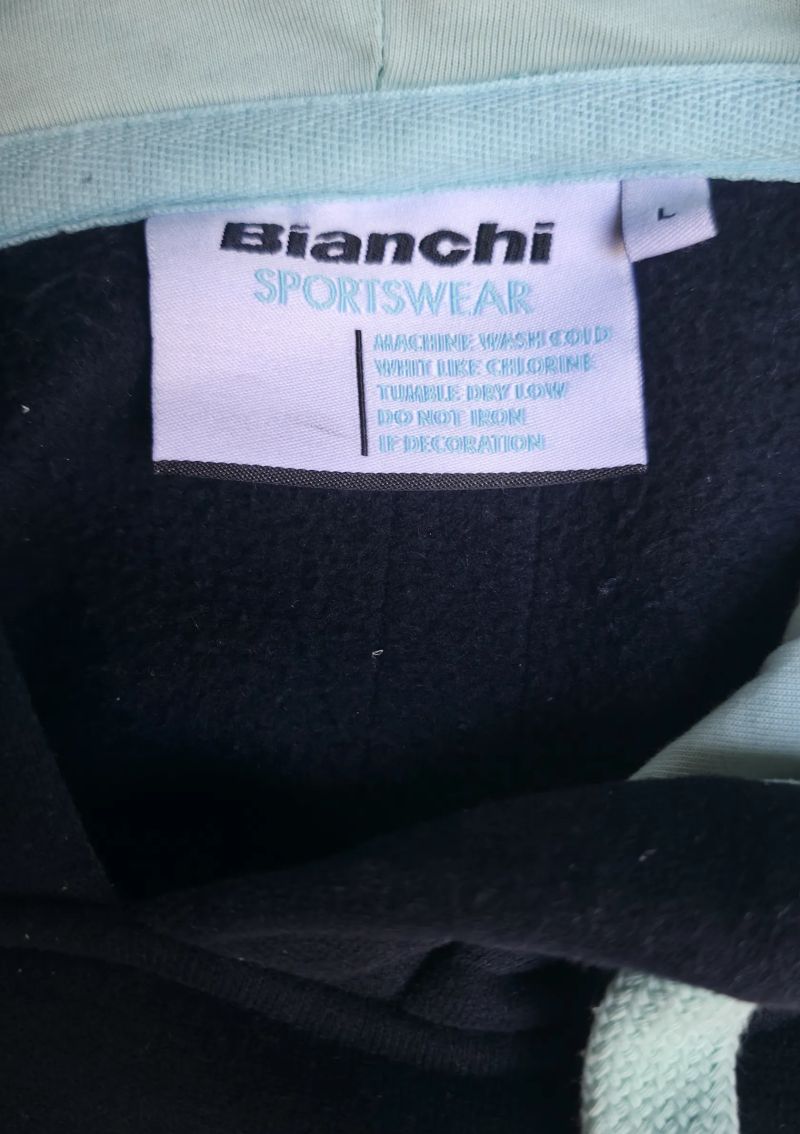 Bianchi
L
SPORTSWEAR
MACHINE WASH COLD
WHIT LIKE CHLORINE
TUMBLE DRY LOW
DO NOT IRON
IF DECORATION